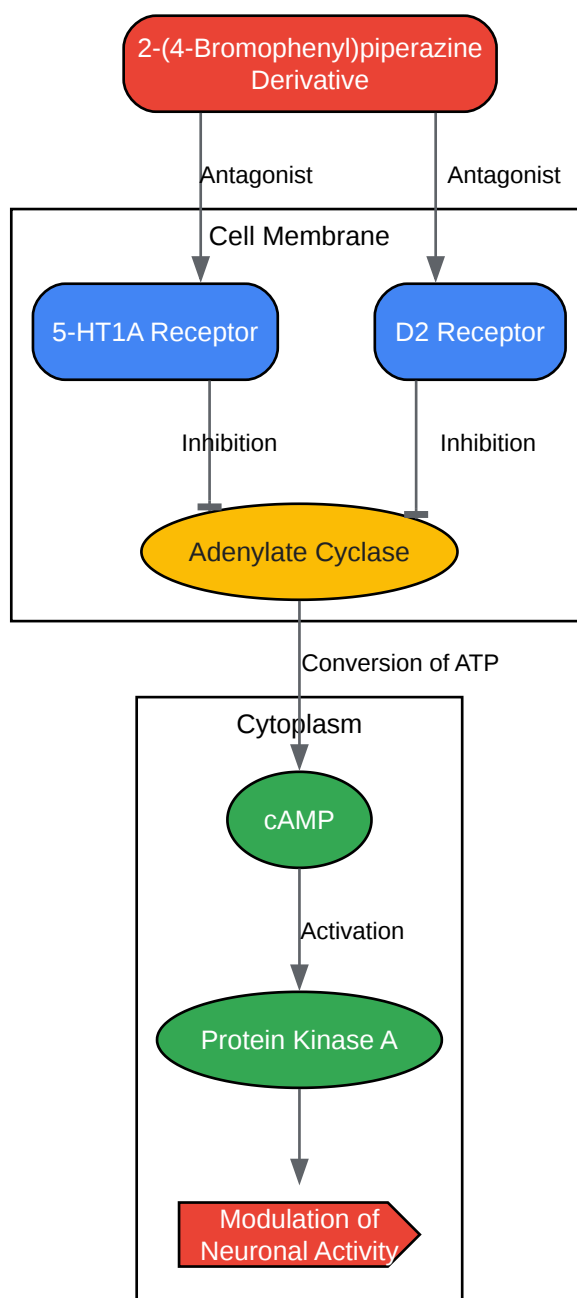 2-(4-Bromophenyl)piperazine
Derivative
Antagonist
Antagonist
Cell Membrane
5-HT1A Receptor
D2 Receptor
Inhibition
Inhibition
Adenylate Cyclase
Conversion of ATP
Cytoplasm
cAMP
Activation
Protein Kinase A
Modulation of
Neuronal Activity